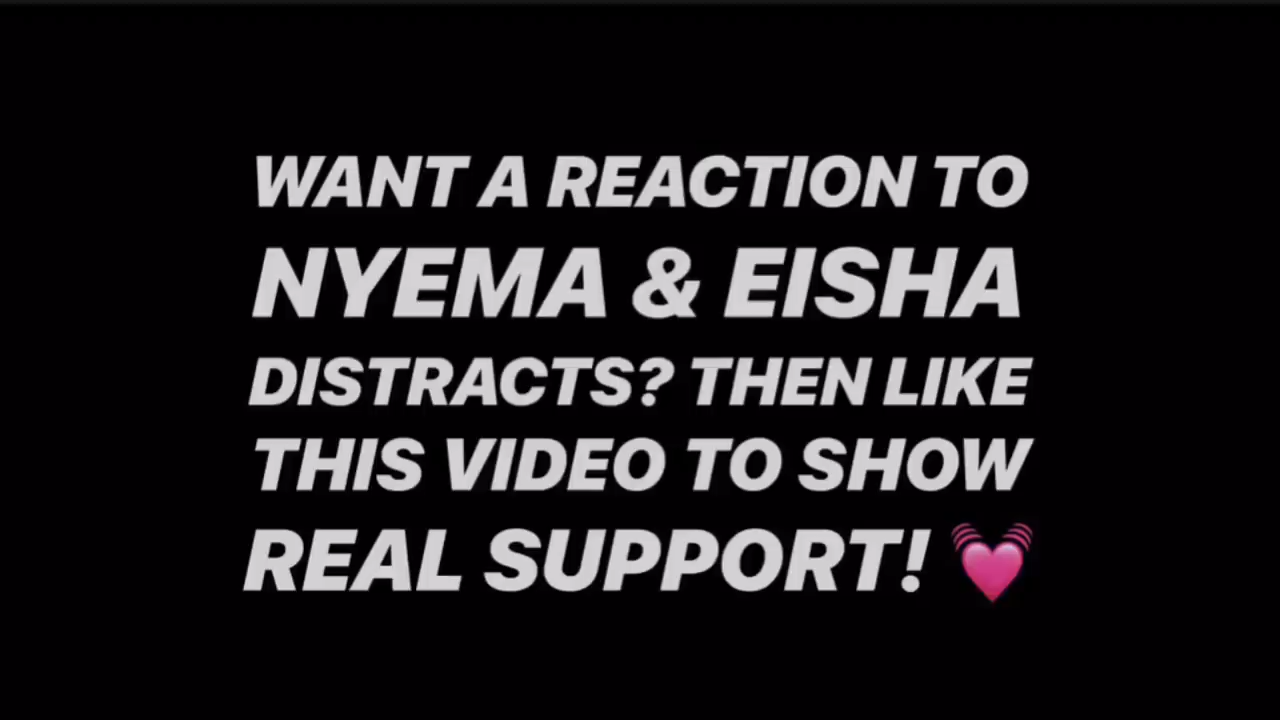 WANT A REACTION TO
NYEMA & EISHA
DISTRACTS? THEN LIKE
THIS VIDEO TO SHOW
REAL SUPPORT! 💓